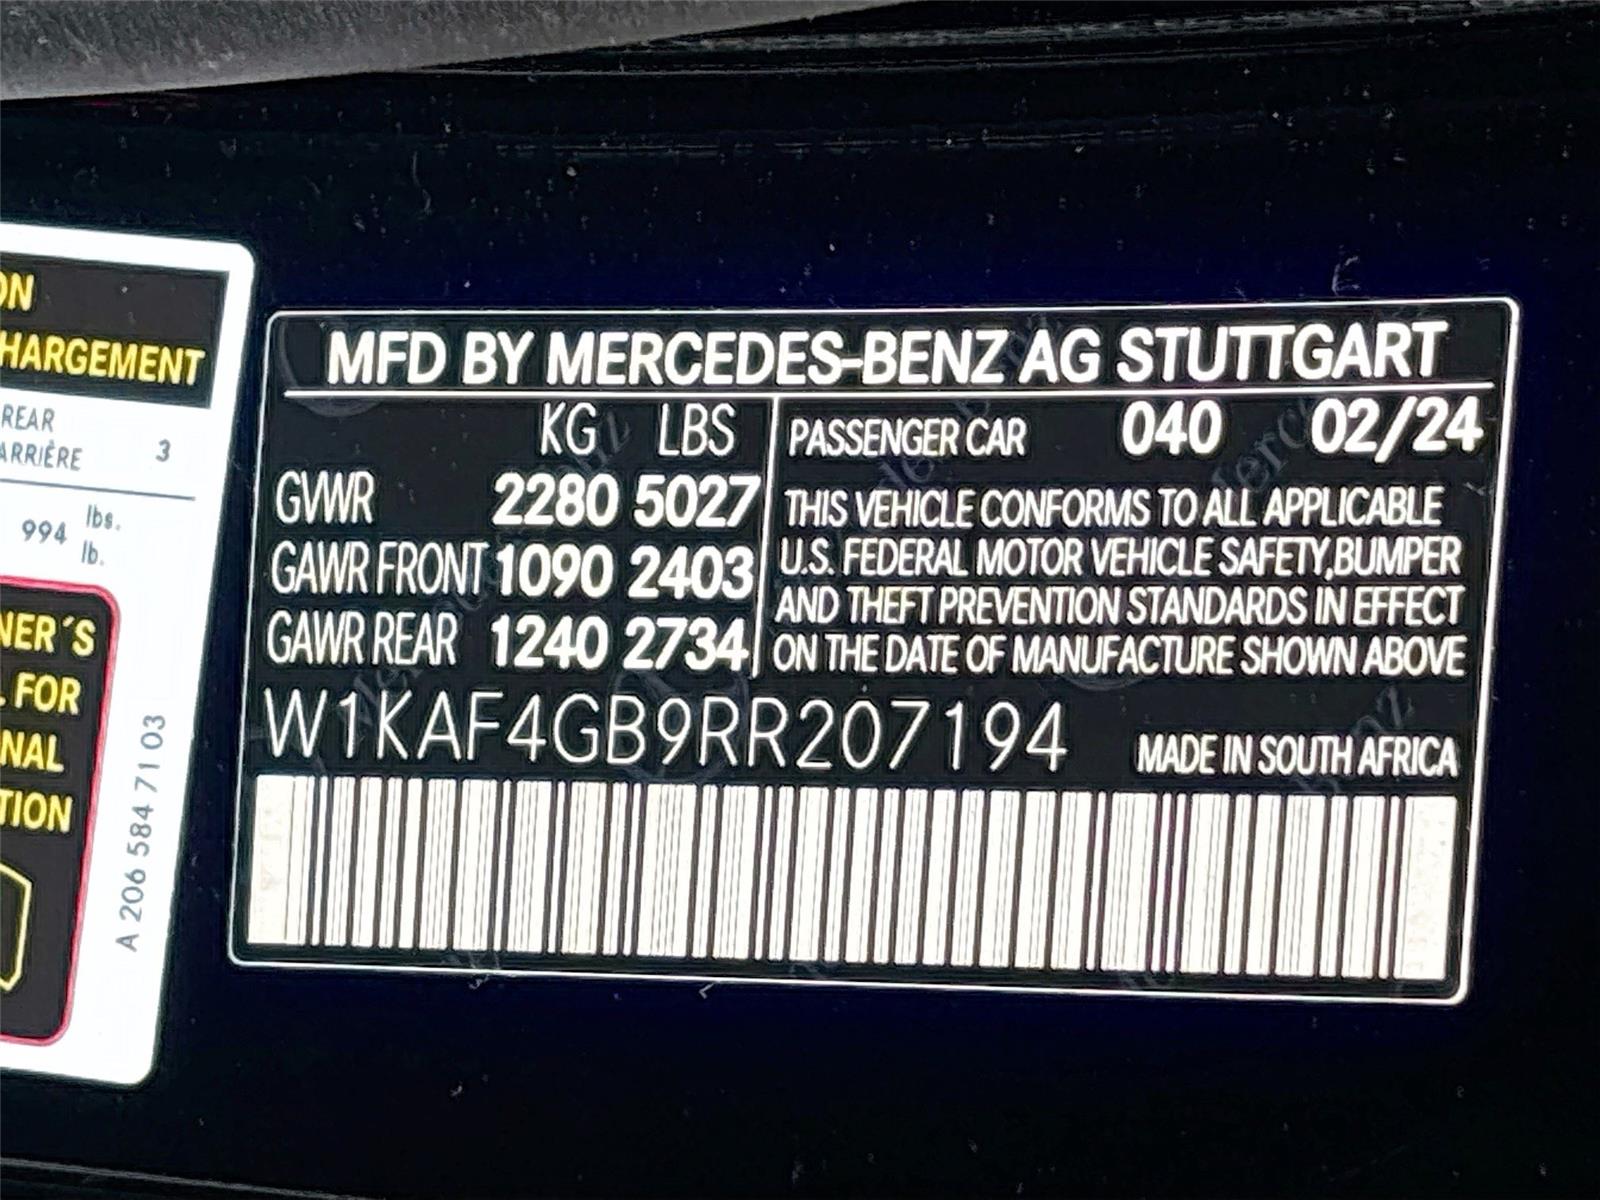 ON
HARGEMENT
REAR
ARRIÈRE 3
994 lbs.
lb.
NER´S
L FOR
NAL
TION
A 206 584 71 03
MFD BY MERCEDES-BENZ AG STUTTGART
KG LBS
GVWR 2280 5027
GAWR FRONT 1090 2403
GAWR REAR 1240 2734
PASSENGER CAR 040 02/24
THIS VEHICLE CONFORMS TO ALL APPLICABLE
U.S. FEDERAL MOTOR VEHICLE SAFETY,BUMPER
AND THEFT PREVENTION STANDARDS IN EFFECT
ON THE DATE OF MANUFACTURE SHOWN ABOVE
W1KAF4GB9RR207194
MADE IN SOUTH AFRICA